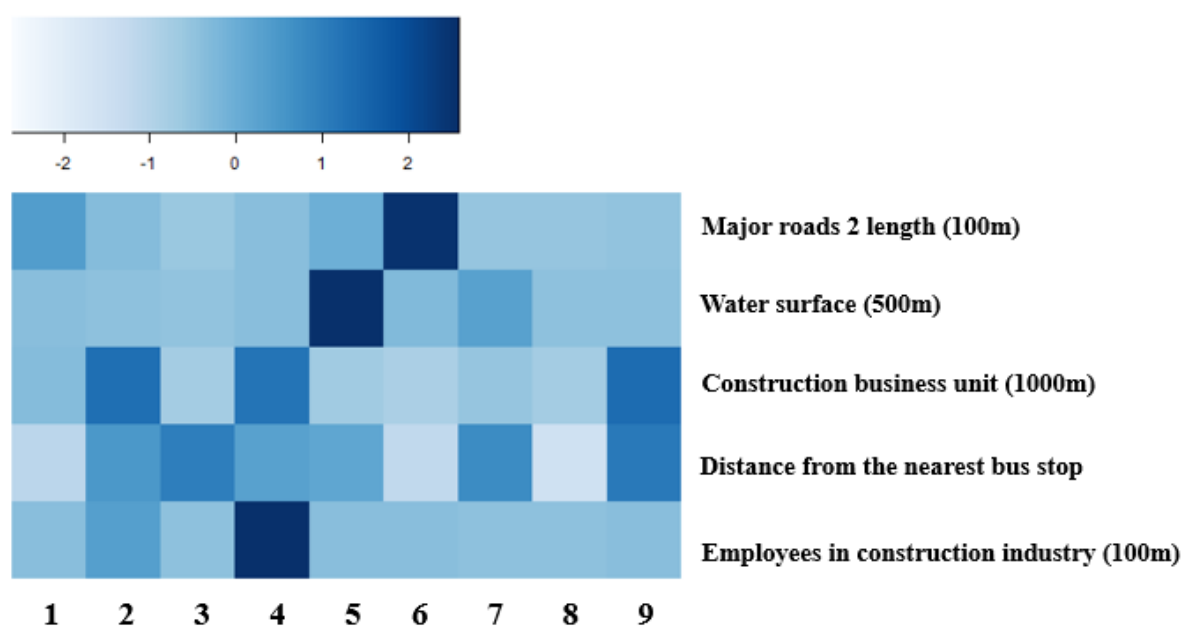 -2 -1 0 1 2
Major roads 2 length (100m)
Water surface (500m)
Construction business unit (1000m)
Distance from the nearest bus stop
Employees in construction industry (100m)
1 2 3 4 5 6 7 8 9